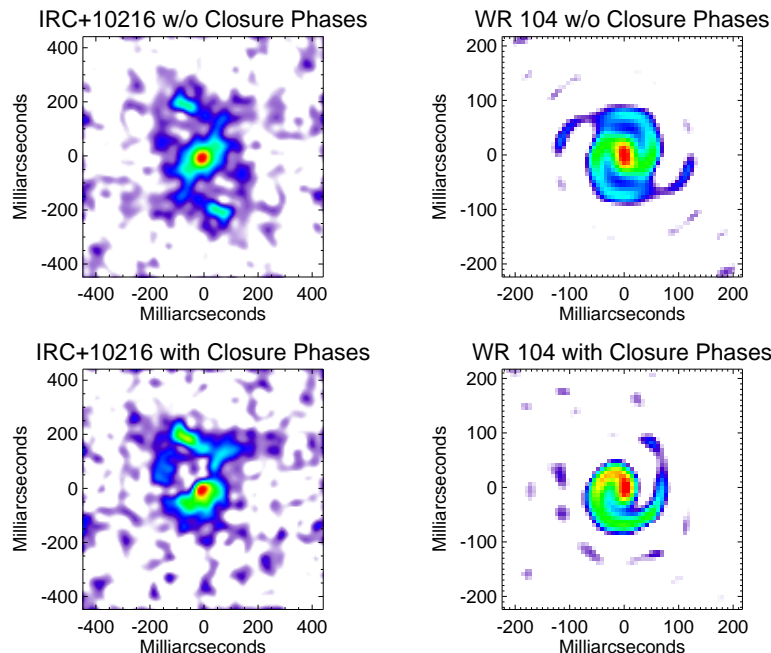 IRC+10216 w/o Closure Phases
400
200
0
-200
-400
Milliarcseconds
-400 -200 0 200 400
Milliarcseconds
WR 104 w/o Closure Phases
200
100
0
-100
-200
Milliarcseconds
-200 -100 0 100 200
Milliarcseconds
IRC+10216 with Closure Phases
400
200
0
-200
-400
Milliarcseconds
-400 -200 0 200 400
Milliarcseconds
WR 104 with Closure Phases
200
100
0
-100
-200
Milliarcseconds
-200 -100 0 100 200
Milliarcseconds